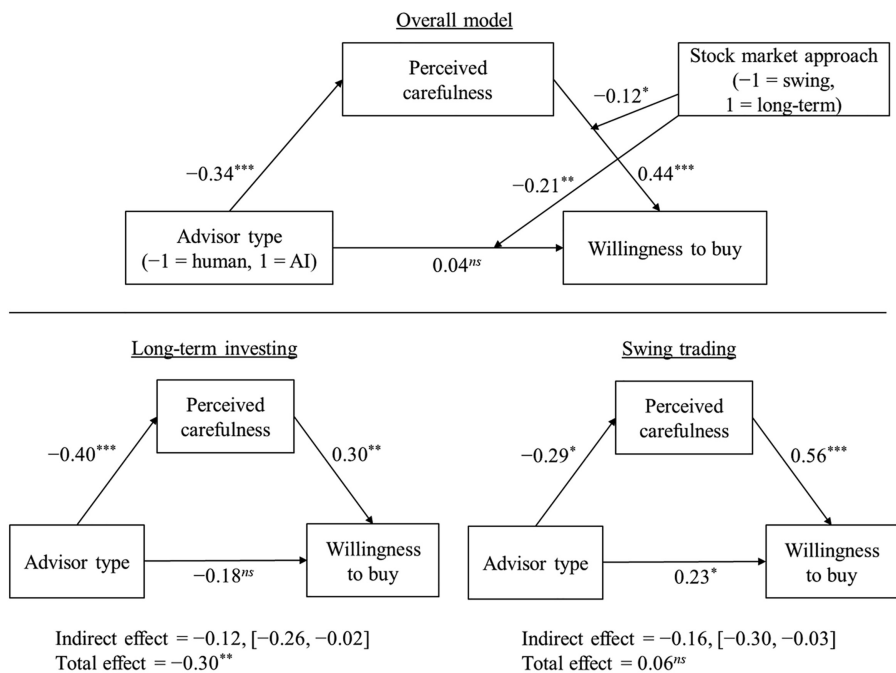 Overall model
Perceived
carefulness
Stock market approach
(−1 = swing,
1 = long-term)
−0.12*
−0.34***
−0.21**
0.44***
Advisor type
(−1 = human, 1 = AI)
Willingness to buy
0.04ns
Long-term investing
Perceived
carefulness
−0.40***
0.30**
Advisor type
Willingness
to buy
−0.18ns
Indirect effect = −0.12, [−0.26, −0.02]
Total effect = −0.30**
Swing trading
Perceived
carefulness
−0.29*
0.56***
Advisor type
Willingness
to buy
0.23*
Indirect effect = −0.16, [−0.30, −0.03]
Total effect = 0.06ns